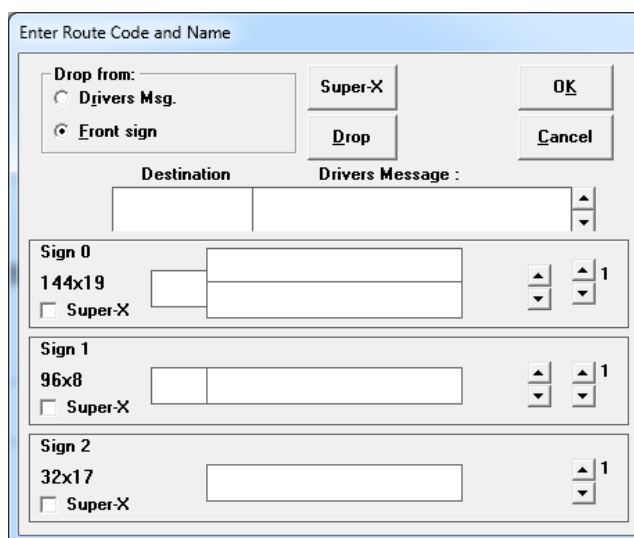 Enter Route Code and Name
Drop from:
Drivers Msg.
Front sign
Super-X
Drop
OK
Cancel
Destination
Drivers Message :
Sign 0
144x19
Super-X
1
Sign 1
96x8
Super-X
1
Sign 2
32x17
Super-X
1